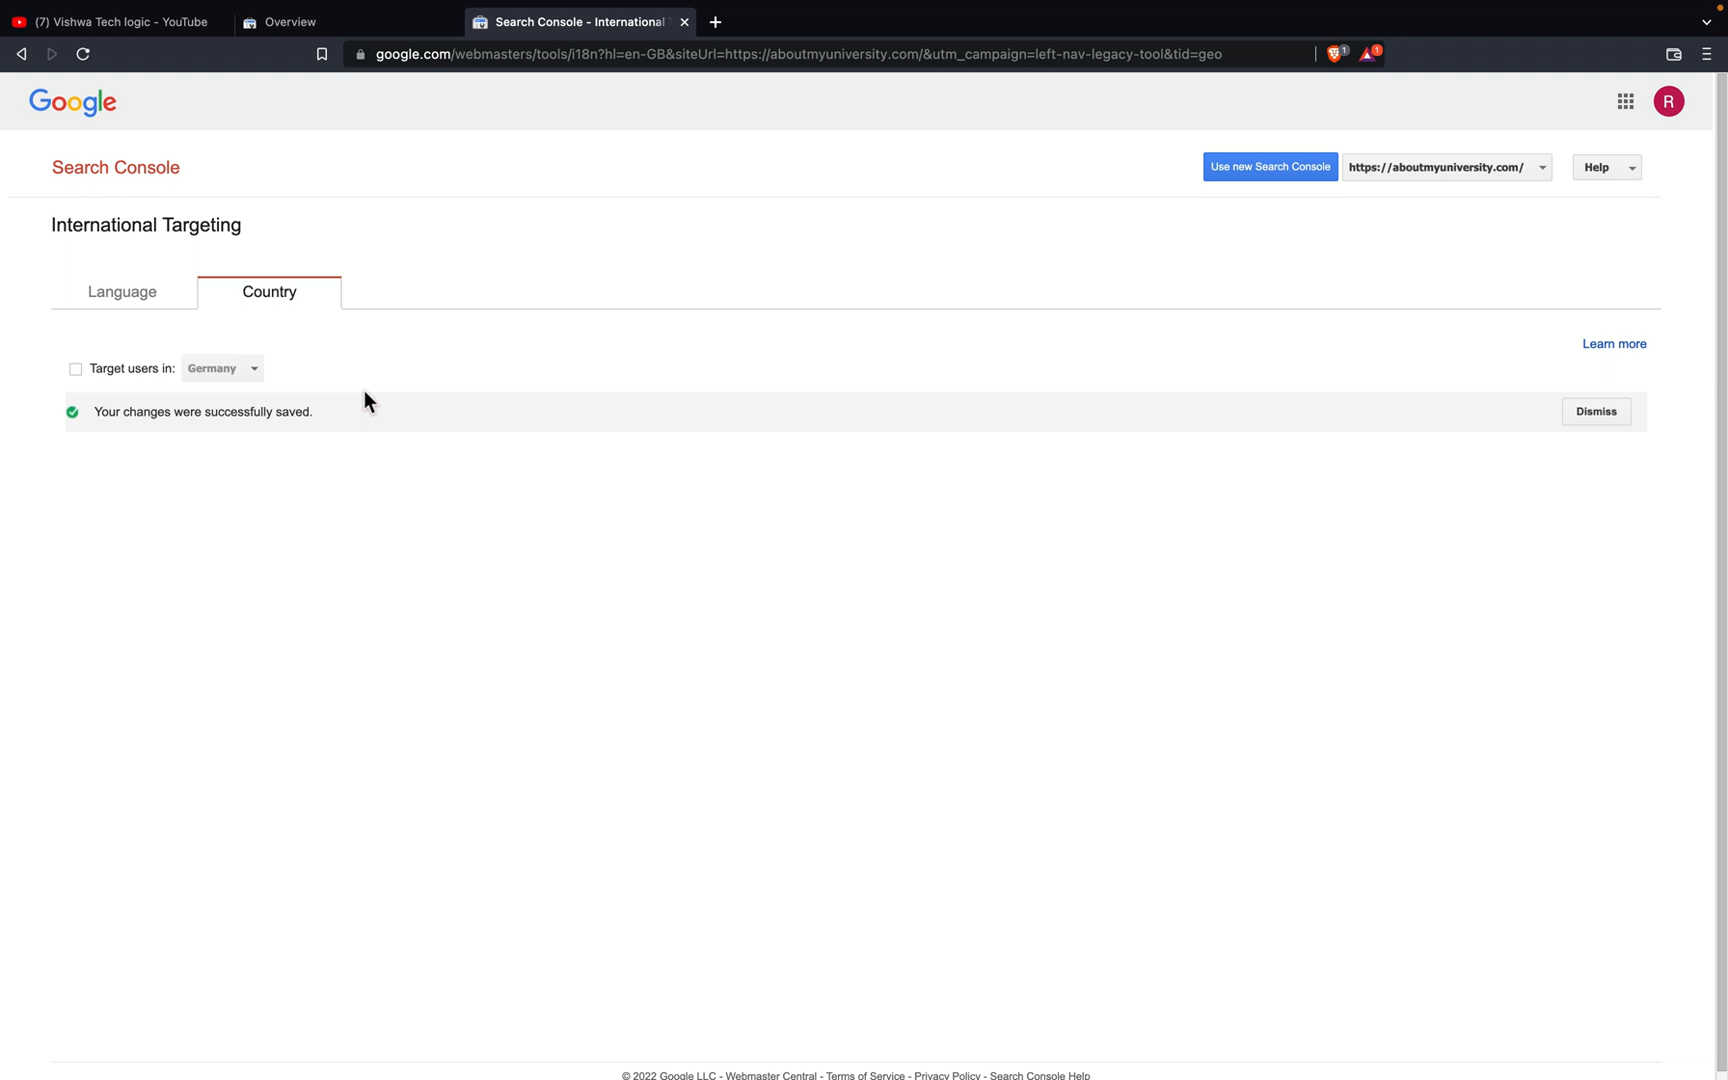 (7) Vishwa Tech logic - YouTube
Overview
Search Console - International
google.com/webmasters/tools/i18n?hl=en-GB&siteUrl=https://aboutmyuniversity.com/&utm_campaign=left-nav-legacy-tool&tid=geo
1
1
Google
R
Search Console
Use new Search Console
https://aboutmyuniversity.com/
Help
International Targeting
Language
Country
Learn more
Target users in: Germany
Your changes were successfully saved.
Dismiss
© 2022 Google LLC - Webmaster Central - Terms of Service - Privacy Policy - Search Console Help